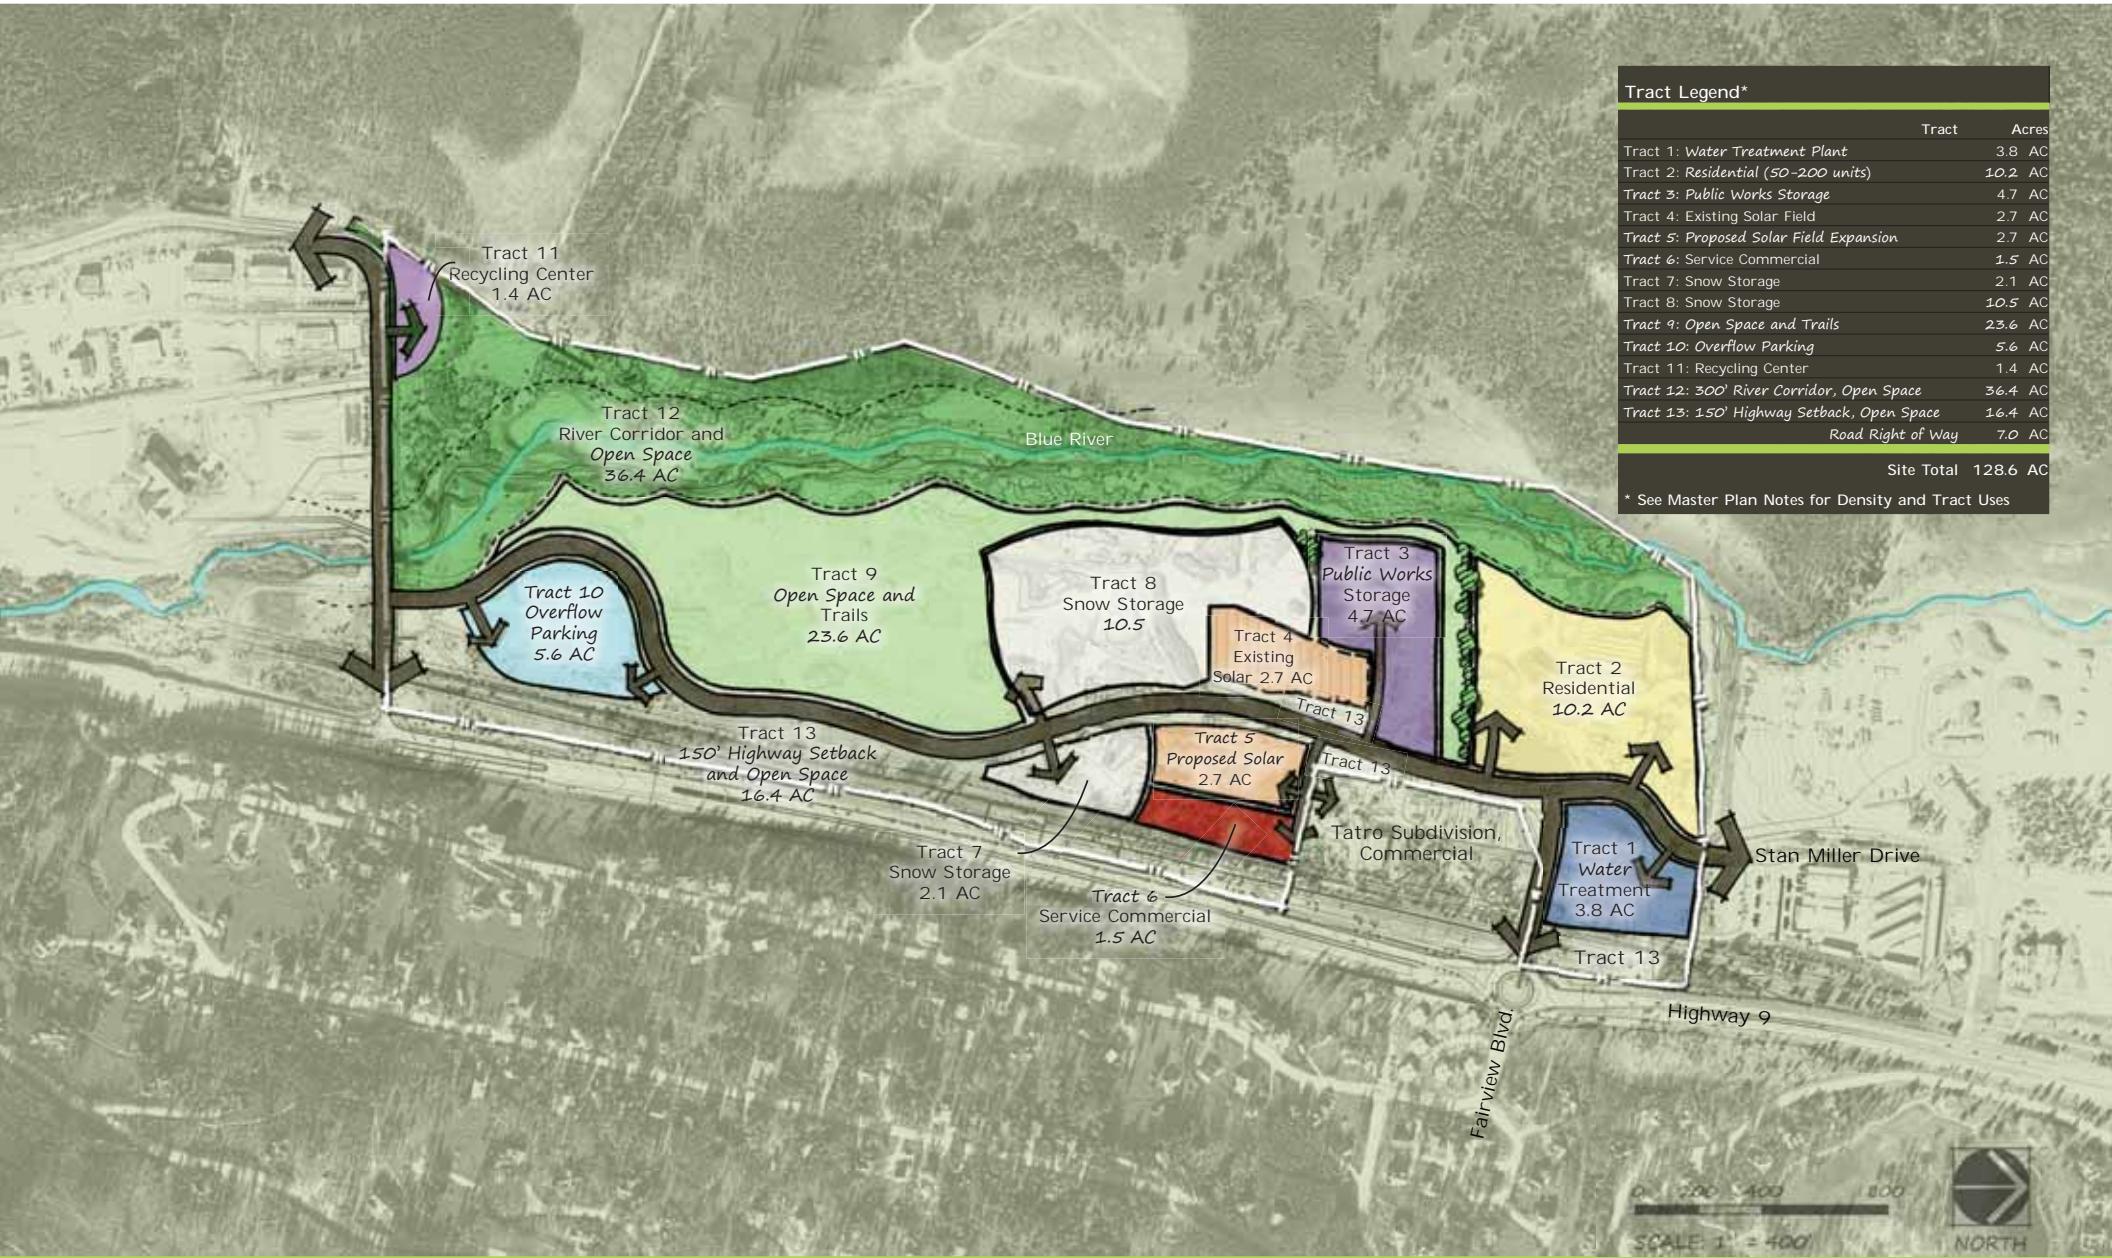 Tract Legend*
Tract Acres
Tract 1: Water Treatment Plant 3.8 AC
Tract 2: Residential (50-200 units) 10.2 AC
Tract 3: Public Works Storage 4.7 AC
Tract 4: Existing Solar Field 2.7 AC
Tract 5: Proposed Solar Field Expansion 2.7 AC
Tract 6: Service Commercial 1.5 AC
Tract 7: Snow Storage 2.1 AC
Tract 8: Snow Storage 10.5 AC
Tract 9: Open Space and Trails 23.6 AC
Tract 10: Overflow Parking 5.6 AC
Tract 11: Recycling Center 1.4 AC
Tract 12: 300' River Corridor, Open Space 36.4 AC
Tract 13: 150' Highway Setback, Open Space 16.4 AC
Road Right of Way 7.0 AC
Site Total 128.6 AC
* See Master Plan Notes for Density and Tract Uses
Tract 11
Recycling Center
1.4 AC
Tract 12
River Corridor and
Open Space
36.4 AC
Blue River
Tract 10
Overflow
Parking
5.6 AC
Tract 9
Open Space and
Trails
23.6 AC
Tract 8
Snow Storage
10.5
Tract 3
Public Works
Storage
4.7 AC
Tract 4
Existing
Solar 2.7 AC
Tract 2
Residential
10.2 AC
Tract 13
Tract 13
150' Highway Setback
and Open Space
16.4 AC
Tract 5
Proposed Solar
2.7 AC
Tract 13
Tatro Subdivision,
Commercial
Tract 7
Snow Storage
2.1 AC
Tract 6
Service Commercial
1.5 AC
Tract 1
Water
Treatment
3.8 AC
Stan Miller Drive
Tract 13
Highway 9
Fairview Blvd.
0 200 400 800
SCALE: 1" = 400'
NORTH